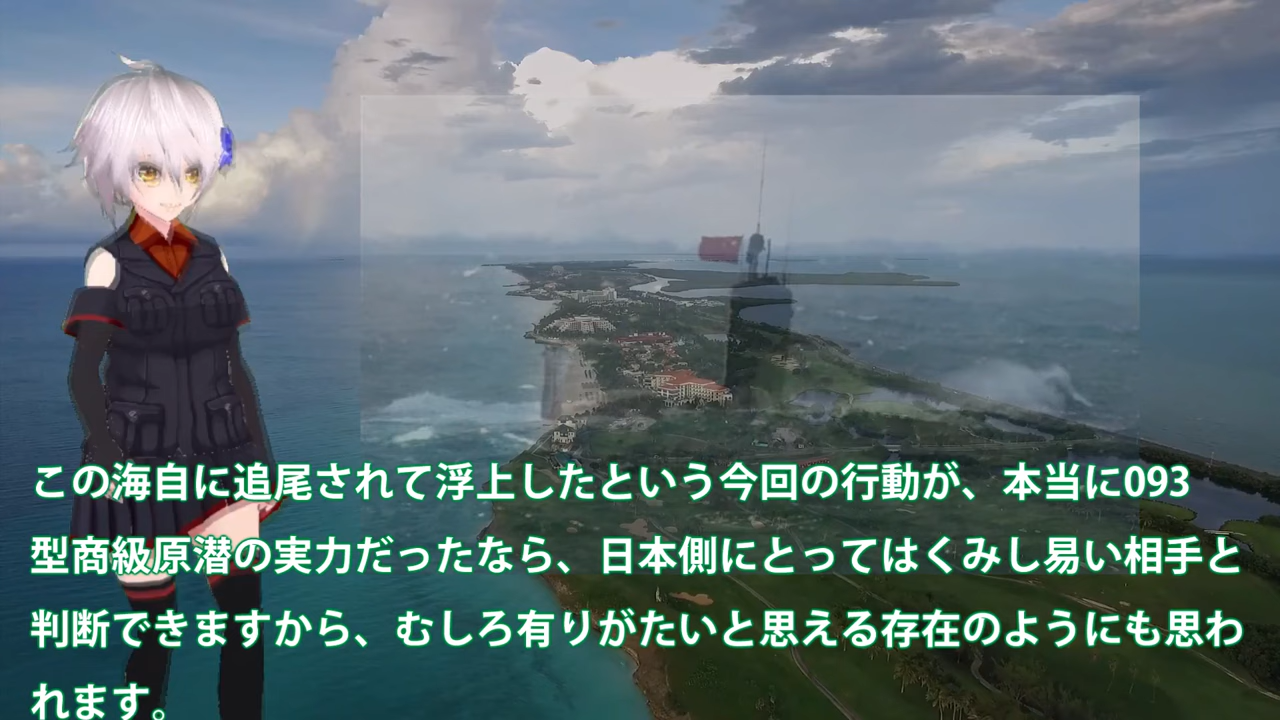 この海自に追尾されて浮上したという今回の行動が、本当に093
型商級原潜の実力だったなら、日本側にとってはくみし易い相手と
判断できますから、むしろ有りがたいと思える存在のようにも思わ
れます。